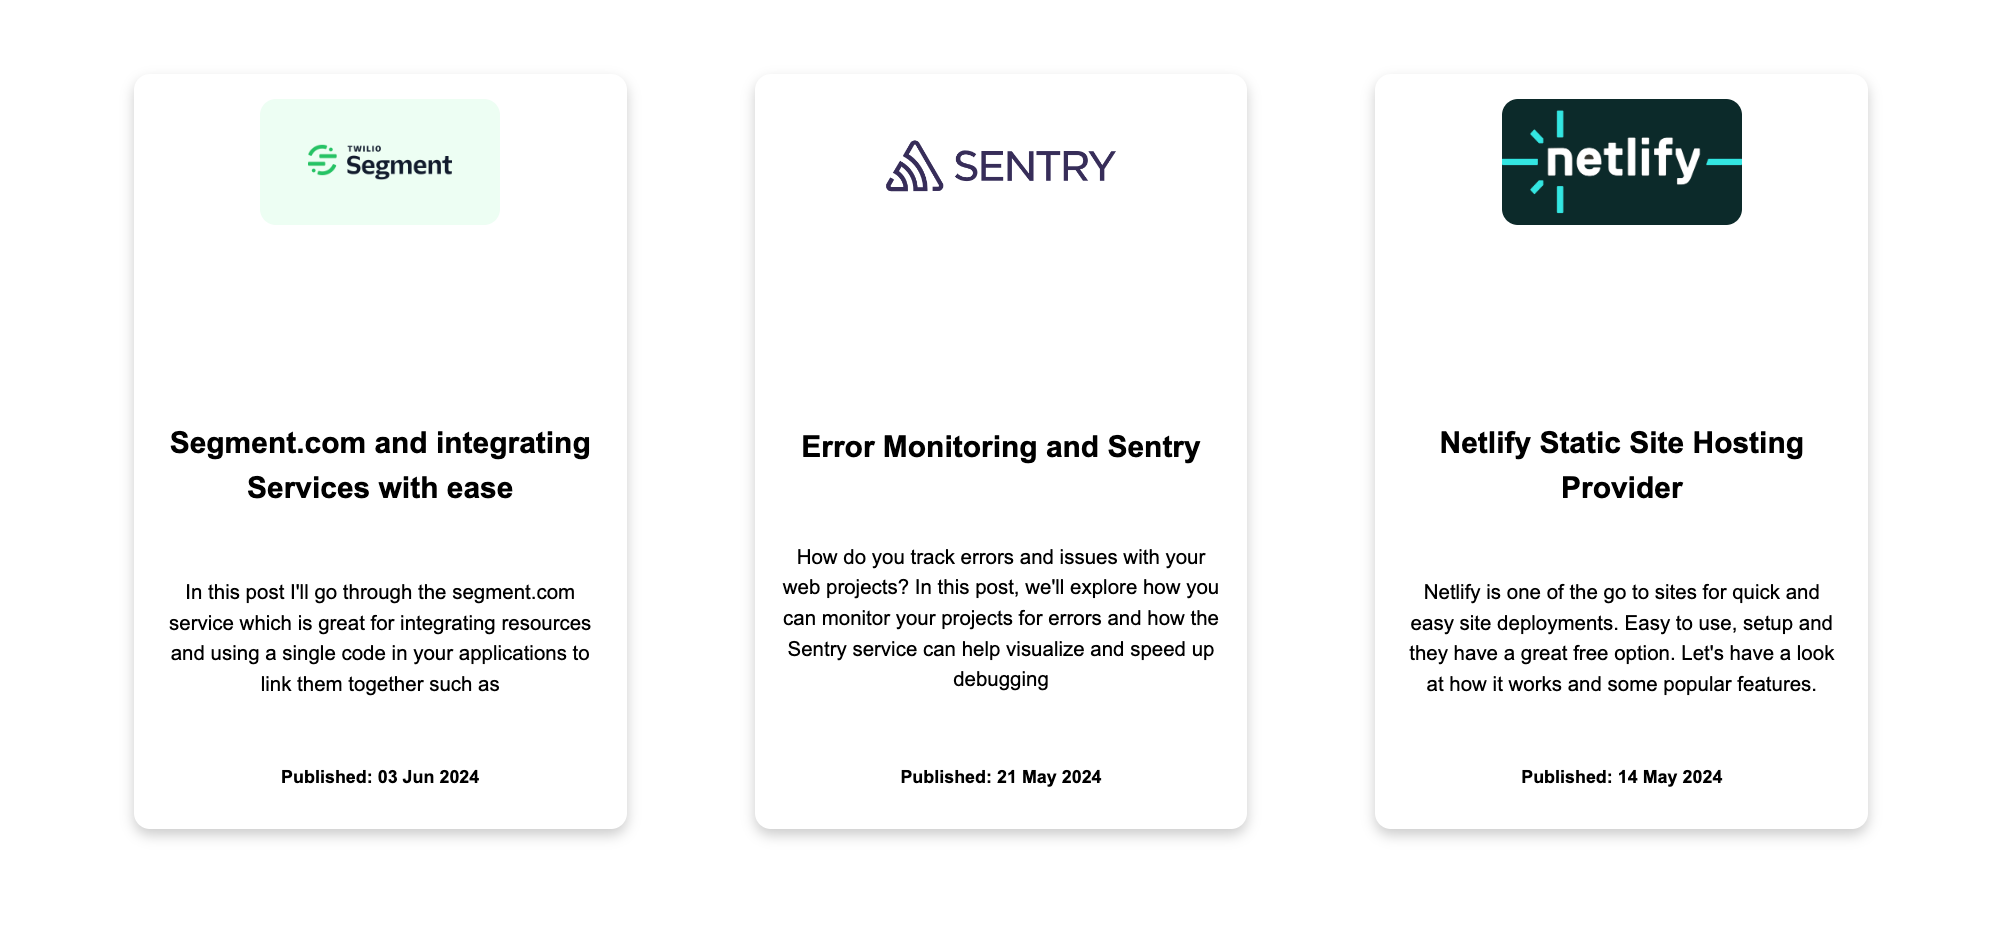 TWILIO
Segment
Segment.com and integrating
Services with ease
In this post I'll go through the segment.com
service which is great for integrating resources
and using a single code in your applications to
link them together such as
Published: 03 Jun 2024
SENTRY
Error Monitoring and Sentry
How do you track errors and issues with your
web projects? In this post, we'll explore how you
can monitor your projects for errors and how the
Sentry service can help visualize and speed up
debugging
Published: 21 May 2024
netlify
Netlify Static Site Hosting
Provider
Netlify is one of the go to sites for quick and
easy site deployments. Easy to use, setup and
they have a great free option. Let's have a look
at how it works and some popular features.
Published: 14 May 2024